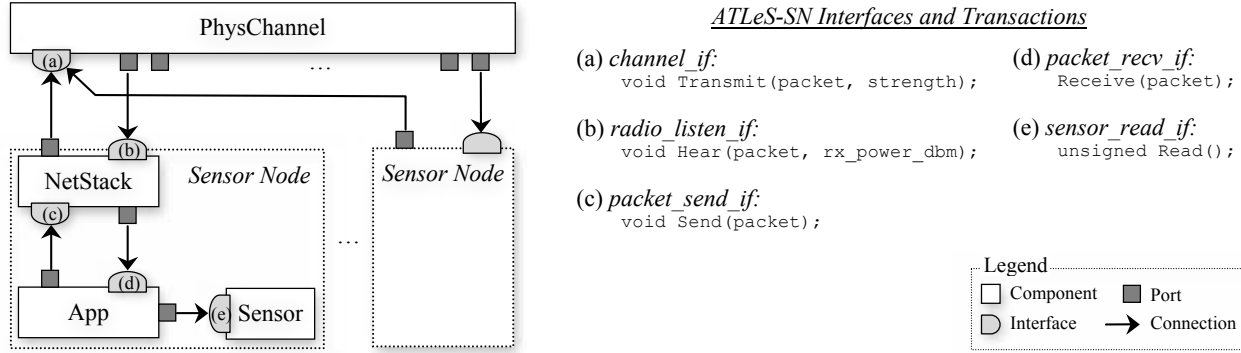 PhysChannel
(a)
...
(b)
NetStack
Sensor Node
Sensor Node
(c)
...
(d)
App
(e)
Sensor
ATLeS-SN Interfaces and Transactions
(a) channel_if:
void Transmit(packet, strength);
(b) radio_listen_if:
void Hear(packet, rx_power_dbm);
(c) packet_send_if:
void Send(packet);
(d) packet_recv_if:
Receive(packet);
(e) sensor_read_if:
unsigned Read();
Legend
Component
Port
Interface
Connection